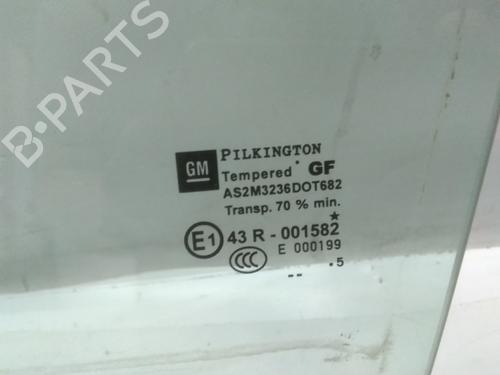 B-PARTS
GM
PILKINGTON
Tempered GF
AS2M3236DOT682
Transp. 70 % min.
E1 43 R - 001582
CCC E 000199
-- .5